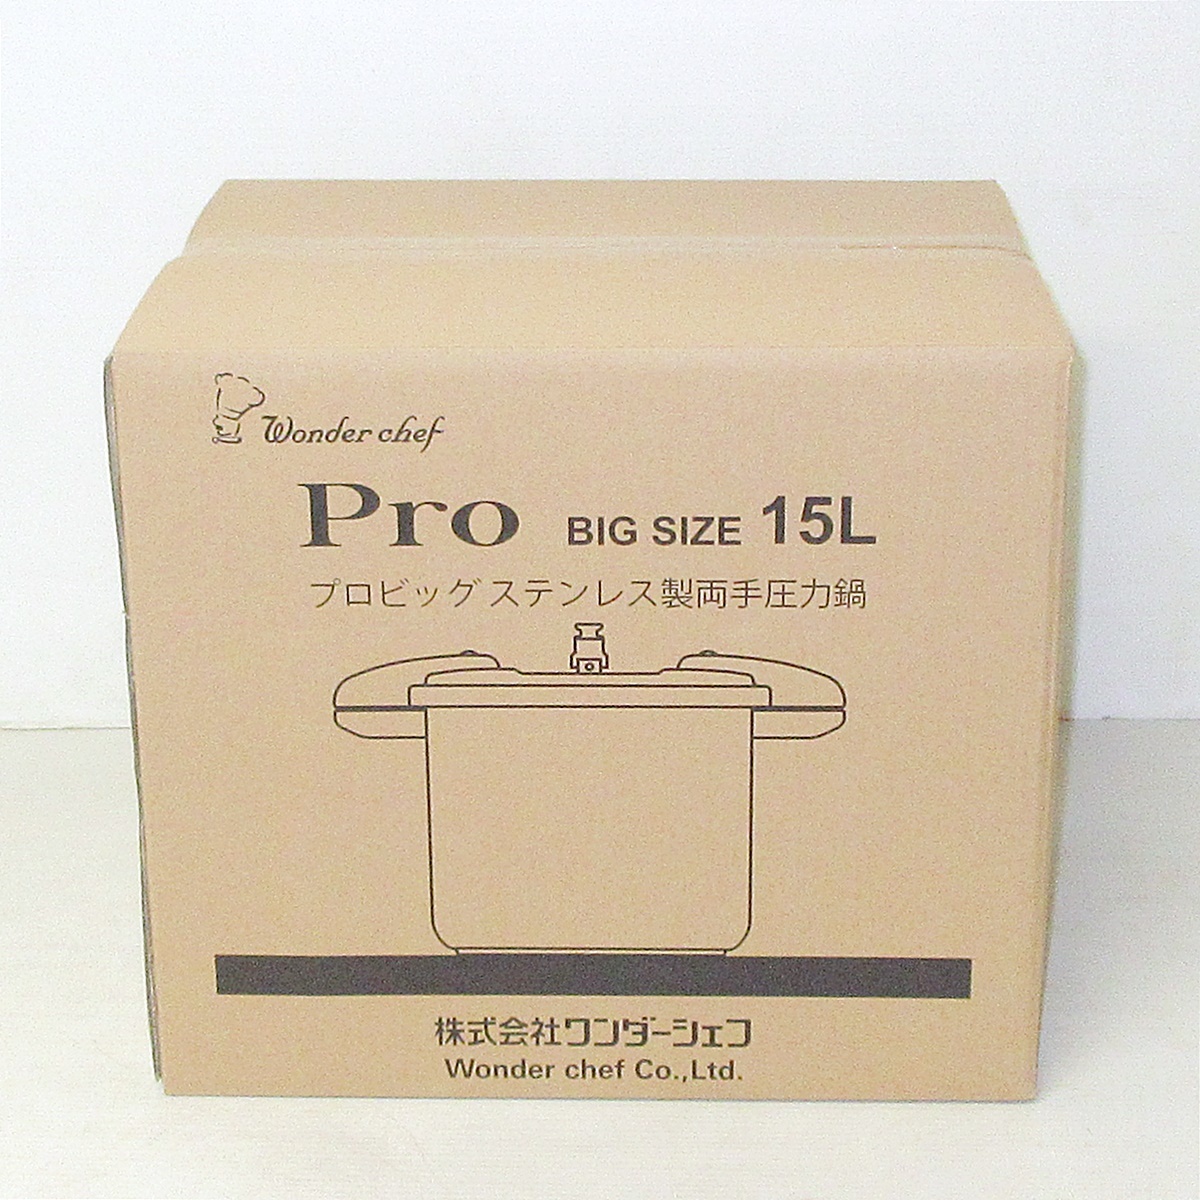 Wonder chef
Pro BIG SIZE 15L
プロビッグ ステンレス製両手圧力鍋
株式会社ワンダーシェフ
Wonder chef Co.,Ltd.